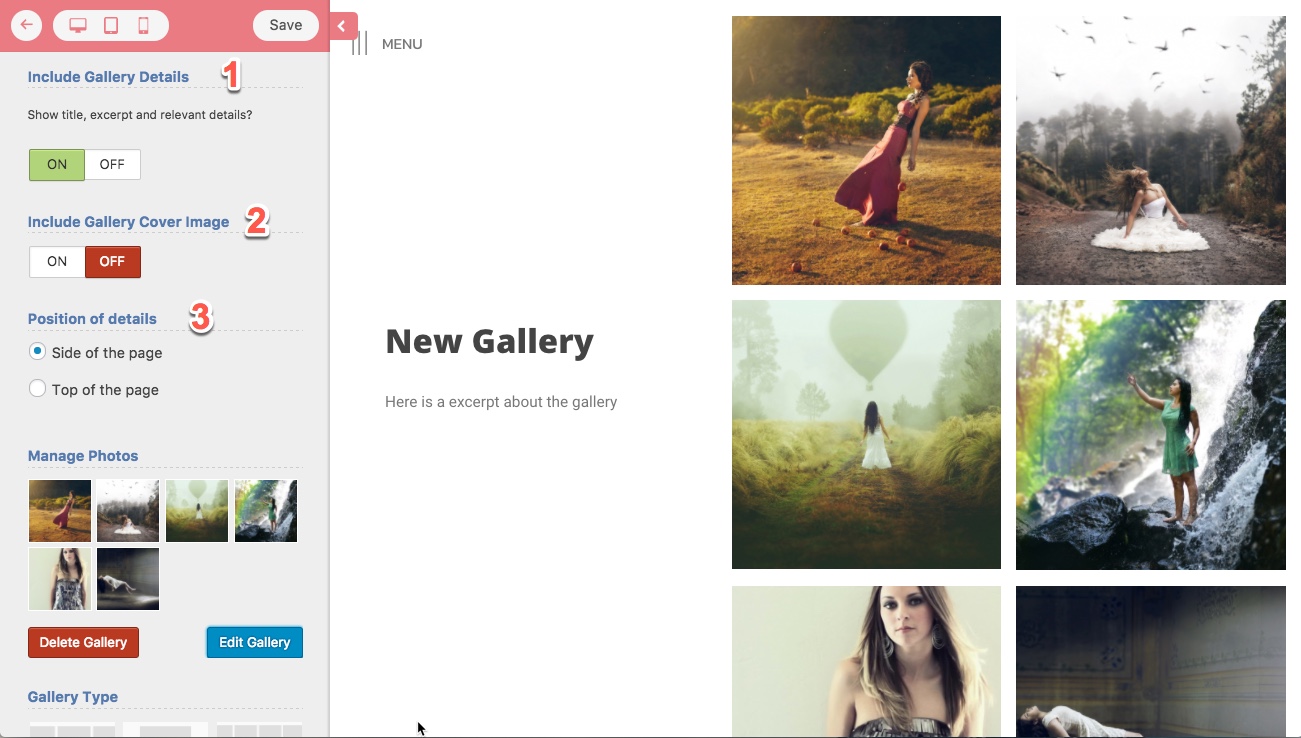 Save
MENU
Include Gallery Details 1
Show title, excerpt and relevant details?
ON OFF
Include Gallery Cover Image 2
ON OFF
Position of details 3
Side of the page
Top of the page
New Gallery
Here is a excerpt about the gallery
Manage Photos
Delete Gallery Edit Gallery
Gallery Type